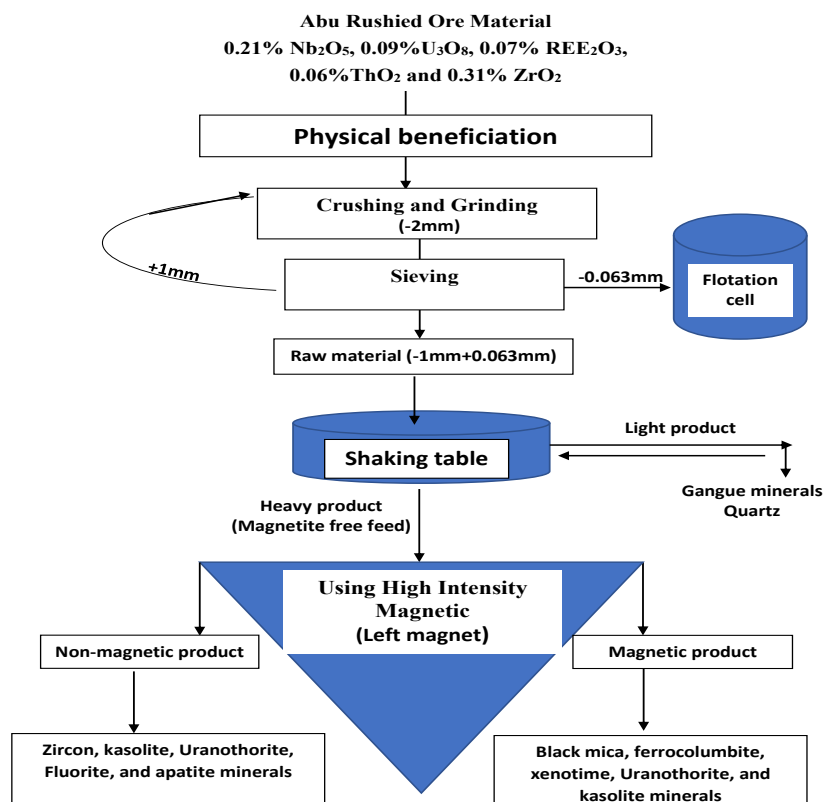 Abu Rushied Ore Material
0.21% Nb₂O₅, 0.09%U₃O₈, 0.07% REE₂O₃,
0.06%ThO₂ and 0.31% ZrO₂
Physical beneficiation
Crushing and Grinding
(-2mm)
+1mm
Sieving
-0.063mm
Flotation
cell
Raw material (-1mm+0.063mm)
Shaking table
Light product
Gangue minerals
Quartz
Heavy product
(Magnetite free feed)
Using High Intensity
Magnetic
(Left magnet)
Non-magnetic product
Magnetic product
Zircon, kasolite, Uranothorite,
Fluorite, and apatite minerals
Black mica, ferrocolumbite,
xenotime, Uranothorite, and
kasolite minerals